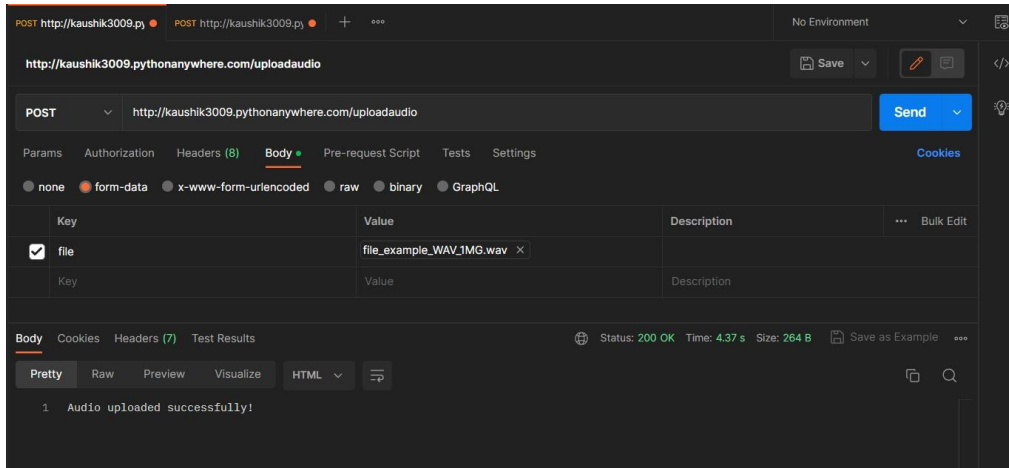 POST http://kaushik3009.py POST http://kaushik3009.py + ooo No Environment
http://kaushik3009.pythonanywhere.com/uploadaudio Save </>
POST http://kaushik3009.pythonanywhere.com/uploadaudio Send
Params Authorization Headers (8) Body Pre-request Script Tests Settings Cookies
none form-data x-www-form-urlencoded raw binary GraphQL
Key Value Description ••• Bulk Edit
file file_example_WAV_1MG.wav ×
Key Value Description
Body Cookies Headers (7) Test Results Status: 200 OK Time: 4.37 s Size: 264 B Save as Example ooo
Pretty Raw Preview Visualize HTML
1 Audio uploaded successfully!